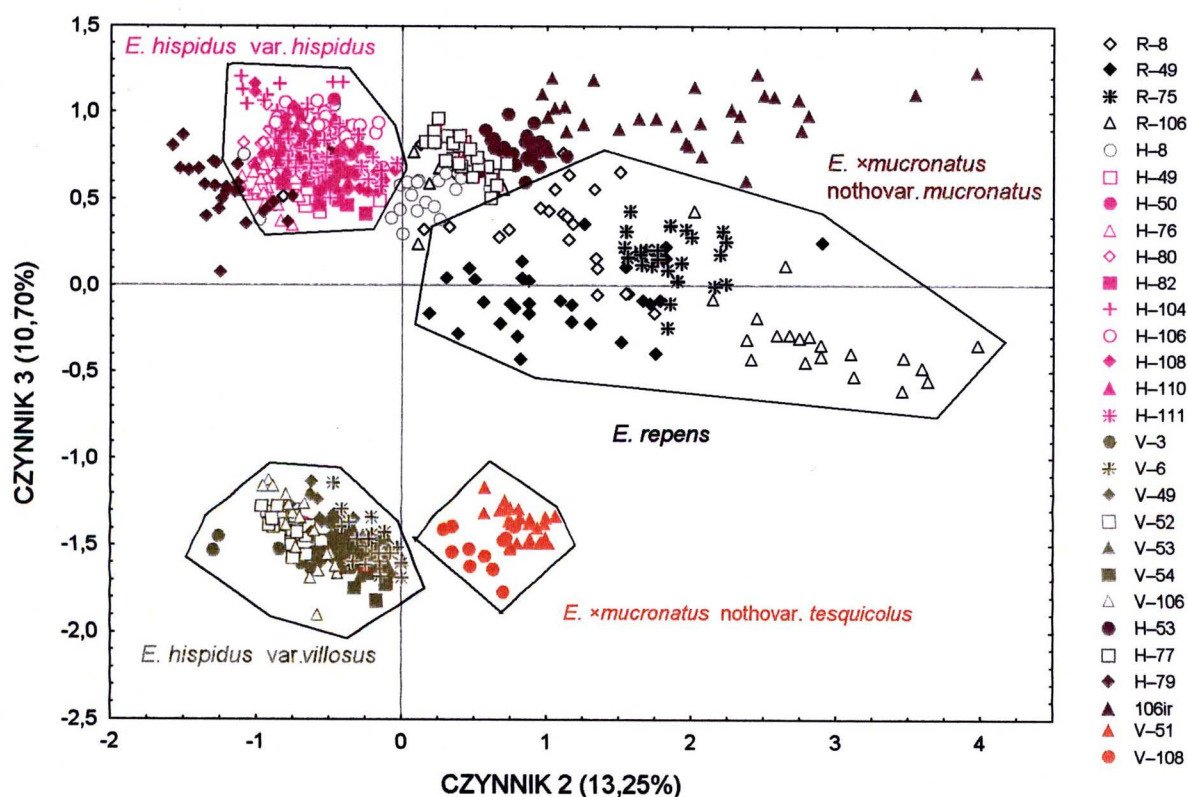 E. hispidus var. hispidus
E. ×mucronatus
nothovar. mucronatus
E. repens
E. ×mucronatus nothovar. tesquicolus
E. hispidus var. villosus
1,5
1,0
0,5
0,0
-0,5
-1,0
-1,5
-2,0
-2,5
CZYNNIK 3 (10,70%)
-2
-1
0
1
2
3
4
CZYNNIK 2 (13,25%)
R–8
R–49
R–75
R–106
H–8
H–49
H–50
H–76
H–80
H–82
H–104
H–106
H–108
H–110
H–111
V–3
V–6
V–49
V–52
V–53
V–54
V–106
H–53
H–77
H–79
106ir
V–51
V–108